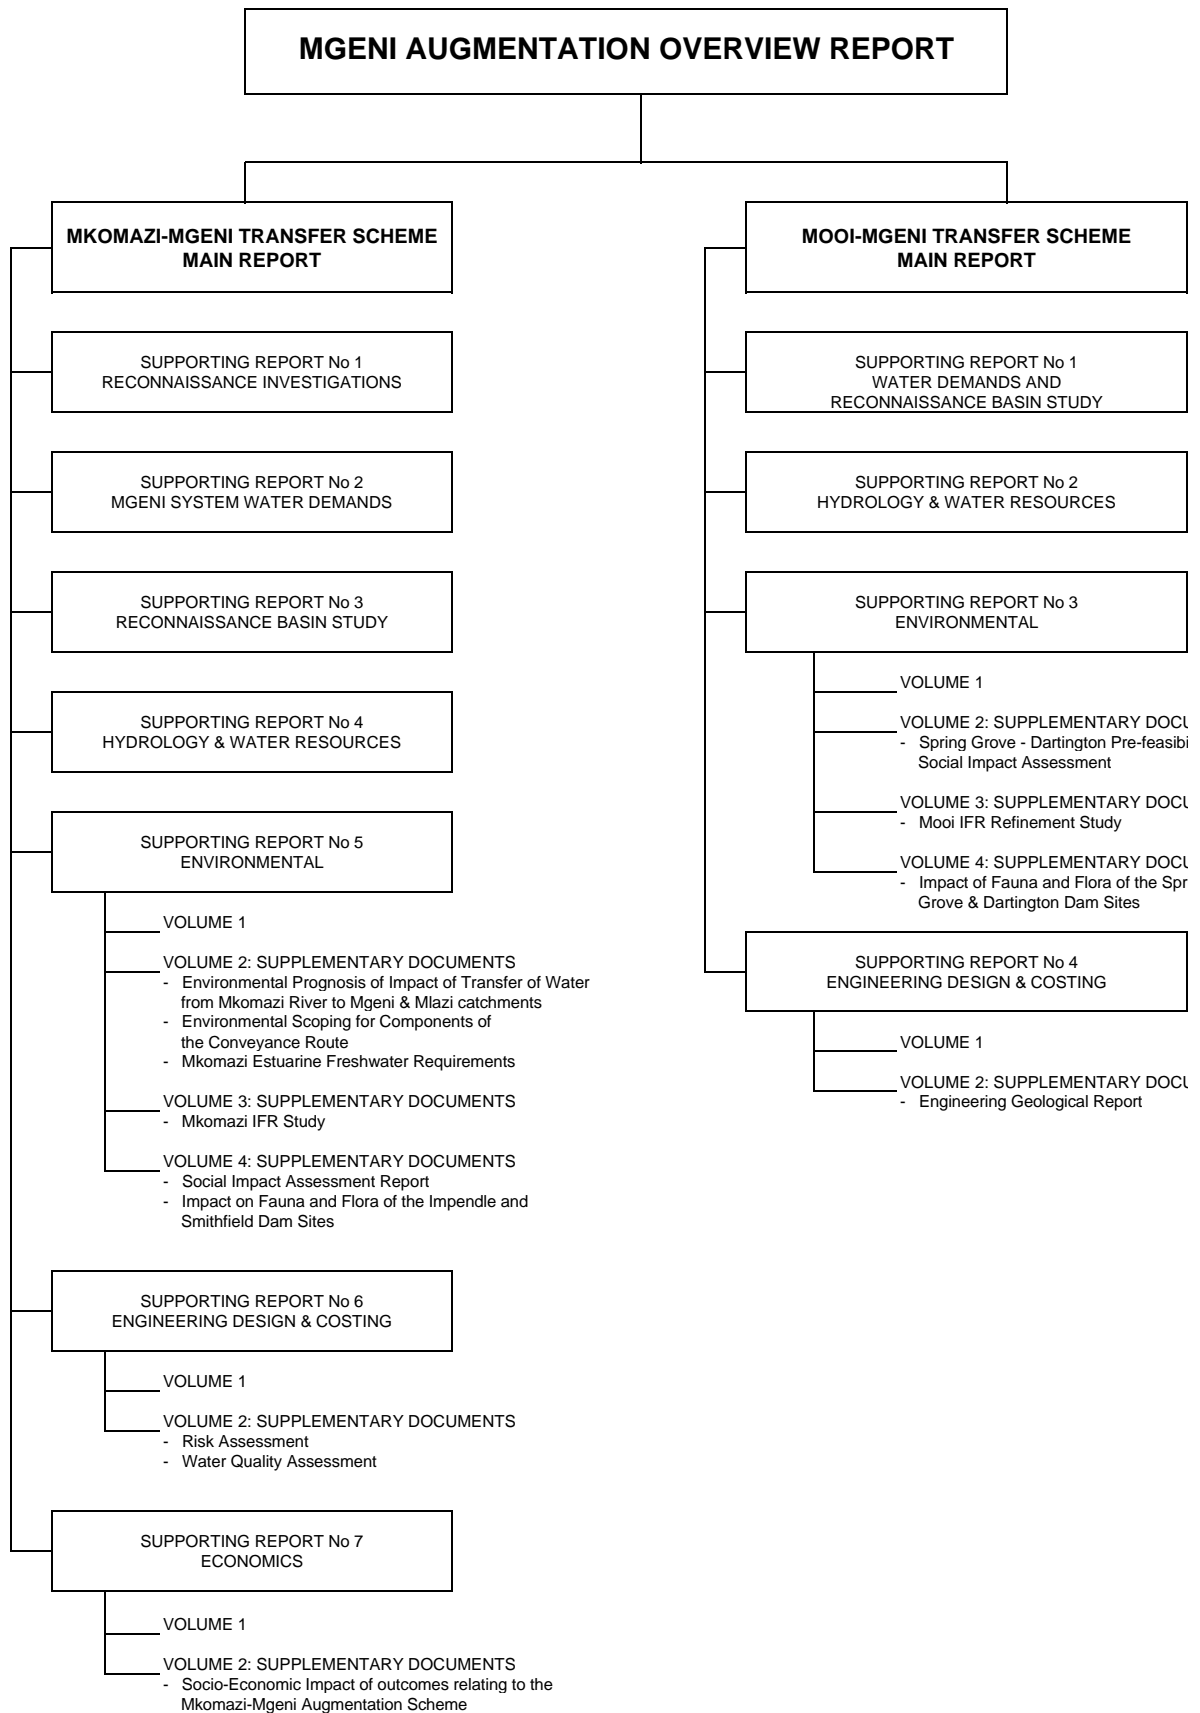 MGENI AUGMENTATION OVERVIEW REPORT
MKOMAZI-MGENI TRANSFER SCHEME
MAIN REPORT
SUPPORTING REPORT No 1
RECONNAISSANCE INVESTIGATIONS
SUPPORTING REPORT No 2
MGENI SYSTEM WATER DEMANDS
SUPPORTING REPORT No 3
RECONNAISSANCE BASIN STUDY
SUPPORTING REPORT No 4
HYDROLOGY & WATER RESOURCES
SUPPORTING REPORT No 5
ENVIRONMENTAL
VOLUME 1
VOLUME 2: SUPPLEMENTARY DOCUMENTS
- Environmental Prognosis of Impact of Transfer of Water
from Mkomazi River to Mgeni & Mlazi catchments
- Environmental Scoping for Components of
the Conveyance Route
- Mkomazi Estuarine Freshwater Requirements
VOLUME 3: SUPPLEMENTARY DOCUMENTS
- Mkomazi IFR Study
VOLUME 4: SUPPLEMENTARY DOCUMENTS
- Social Impact Assessment Report
- Impact on Fauna and Flora of the Impendle and
Smithfield Dam Sites
SUPPORTING REPORT No 6
ENGINEERING DESIGN & COSTING
VOLUME 1
VOLUME 2: SUPPLEMENTARY DOCUMENTS
- Risk Assessment
- Water Quality Assessment
SUPPORTING REPORT No 7
ECONOMICS
VOLUME 1
VOLUME 2: SUPPLEMENTARY DOCUMENTS
- Socio-Economic Impact of outcomes relating to the
Mkomazi-Mgeni Augmentation Scheme
MOOI-MGENI TRANSFER SCHEME
MAIN REPORT
SUPPORTING REPORT No 1
WATER DEMANDS AND
RECONNAISSANCE BASIN STUDY
SUPPORTING REPORT No 2
HYDROLOGY & WATER RESOURCES
SUPPORTING REPORT No 3
ENVIRONMENTAL
VOLUME 1
VOLUME 2: SUPPLEMENTARY
- Spring Grove - Dartington
Social Impact Assessment
VOLUME 3: SUPPLEMENTARY
- Mooi IFR Refinement Study
VOLUME 4: SUPPLEMENTARY
- Impact of Fauna and Flora of the
Grove & Dartington Dam Sites
SUPPORTING REPORT No 4
ENGINEERING DESIGN & COSTING
VOLUME 1
VOLUME 2: SUPPLEMENTARY
- Engineering Geological Report